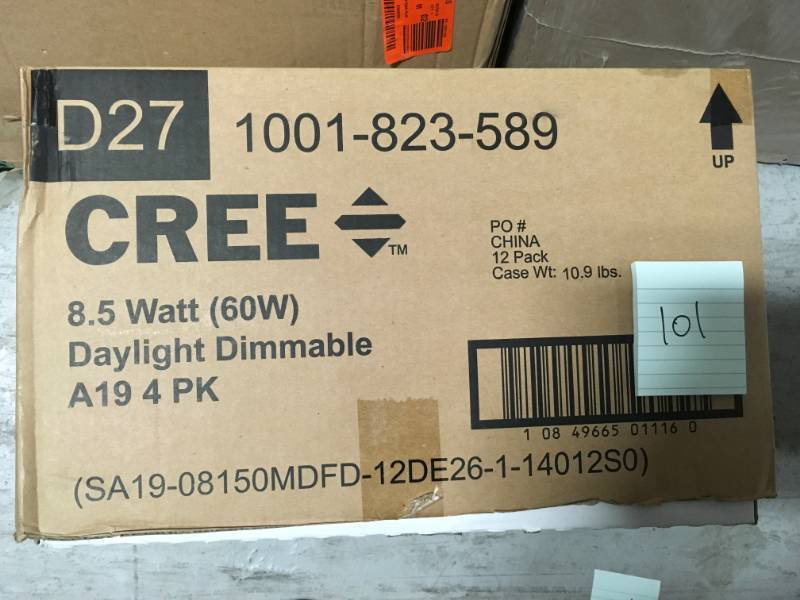 D27 1001-823-589
UP
CREE TM
PO #
CHINA
12 Pack
Case Wt: 10.9 lbs.
8.5 Watt (60W)
Daylight Dimmable
A19 4 PK
101
1 08 49665 01116 0
(SA19-08150MDFD-12DE26-1-14012S0)